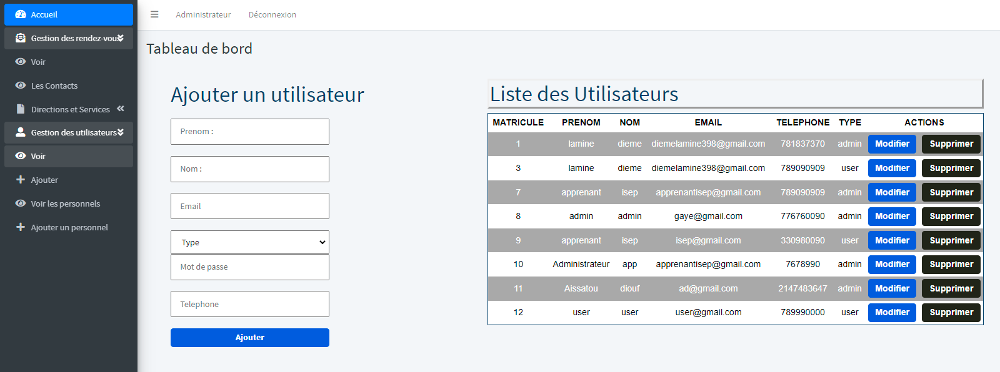 Accueil
Gestion des rendez-vous
Voir
Les Contacts
Directions et Services
Gestion des utilisateurs
Voir
Ajouter
Voir les personnels
Ajouter un personnel
Administrateur Déconnexion
Tableau de bord
Ajouter un utilisateur
Prenom :
Nom :
Email
Type
Mot de passe
Telephone
Ajouter
Liste des Utilisateurs
MATRICULE PRENOM NOM EMAIL TELEPHONE TYPE ACTIONS
1 lamine dieme diemelamine398@gmail.com 781837370 admin Modifier Supprimer
3 lamine dieme diemelamine398@gmail.com 789090909 user Modifier Supprimer
7 apprenant isep apprenantisep@gmail.com 789090909 admin Modifier Supprimer
8 admin admin gaye@gmail.com 776760090 admin Modifier Supprimer
9 apprenant isep isep@gmail.com 330980090 user Modifier Supprimer
10 Administrateur app apprenantisep@gmail.com 7678990 admin Modifier Supprimer
11 Aissatou diouf ad@gmail.com 2147483647 admin Modifier Supprimer
12 user user user@gmail.com 789990000 user Modifier Supprimer